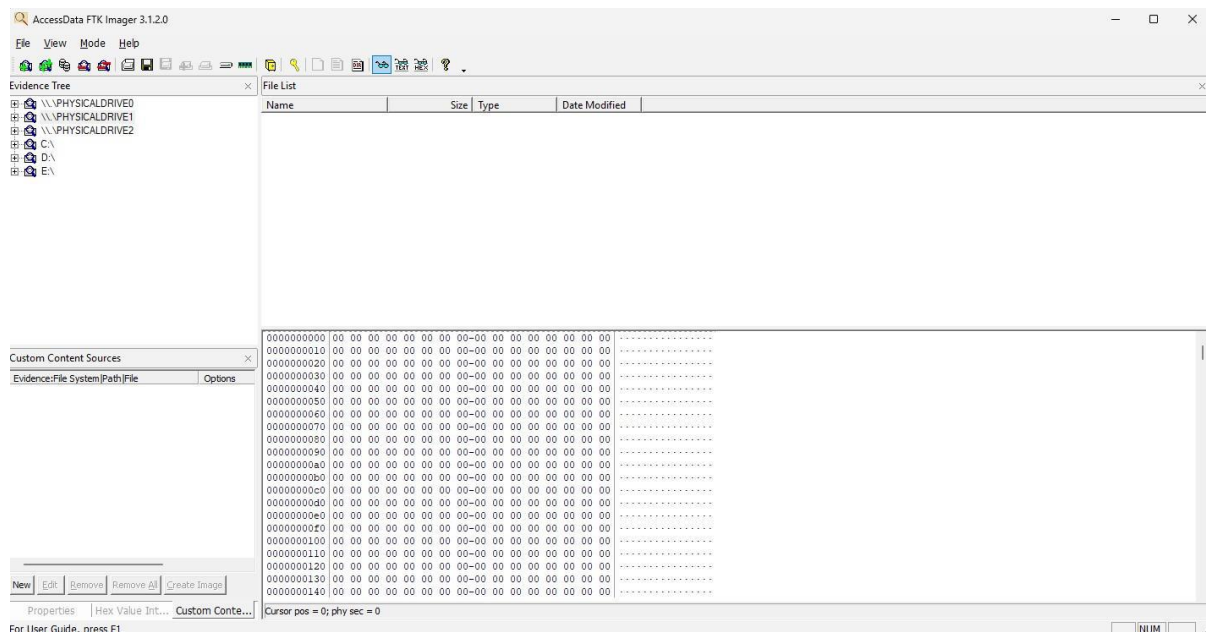 AccessData FTK Imager 3.1.2.0
File View Mode Help
TEXT HEX
Evidence Tree
\\.\PHYSICALDRIVE0
\\.\PHYSICALDRIVE1
\\.\PHYSICALDRIVE2
C:\
D:\
E:\
File List
Name Size Type Date Modified
Custom Content Sources
Evidence:File System|Path|File Options
New Edit Remove Remove All Create Image
Properties Hex Value Int... Custom Conte...
0000000000 00 00 00 00 00 00 00 00-00 00 00 00 00 00 00 00 ················
0000000010 00 00 00 00 00 00 00 00-00 00 00 00 00 00 00 00 ················
0000000020 00 00 00 00 00 00 00 00-00 00 00 00 00 00 00 00 ················
0000000030 00 00 00 00 00 00 00 00-00 00 00 00 00 00 00 00 ················
0000000040 00 00 00 00 00 00 00 00-00 00 00 00 00 00 00 00 ················
0000000050 00 00 00 00 00 00 00 00-00 00 00 00 00 00 00 00 ················
0000000060 00 00 00 00 00 00 00 00-00 00 00 00 00 00 00 00 ················
0000000070 00 00 00 00 00 00 00 00-00 00 00 00 00 00 00 00 ················
0000000080 00 00 00 00 00 00 00 00-00 00 00 00 00 00 00 00 ················
0000000090 00 00 00 00 00 00 00 00-00 00 00 00 00 00 00 00 ················
00000000a0 00 00 00 00 00 00 00 00-00 00 00 00 00 00 00 00 ················
00000000b0 00 00 00 00 00 00 00 00-00 00 00 00 00 00 00 00 ················
00000000c0 00 00 00 00 00 00 00 00-00 00 00 00 00 00 00 00 ················
00000000d0 00 00 00 00 00 00 00 00-00 00 00 00 00 00 00 00 ················
00000000e0 00 00 00 00 00 00 00 00-00 00 00 00 00 00 00 00 ················
00000000f0 00 00 00 00 00 00 00 00-00 00 00 00 00 00 00 00 ················
0000000100 00 00 00 00 00 00 00 00-00 00 00 00 00 00 00 00 ················
0000000110 00 00 00 00 00 00 00 00-00 00 00 00 00 00 00 00 ················
0000000120 00 00 00 00 00 00 00 00-00 00 00 00 00 00 00 00 ················
0000000130 00 00 00 00 00 00 00 00-00 00 00 00 00 00 00 00 ················
0000000140 00 00 00 00 00 00 00 00-00 00 00 00 00 00 00 00 ················
Cursor pos = 0; phy sec = 0
For User Guide, press F1
NUM